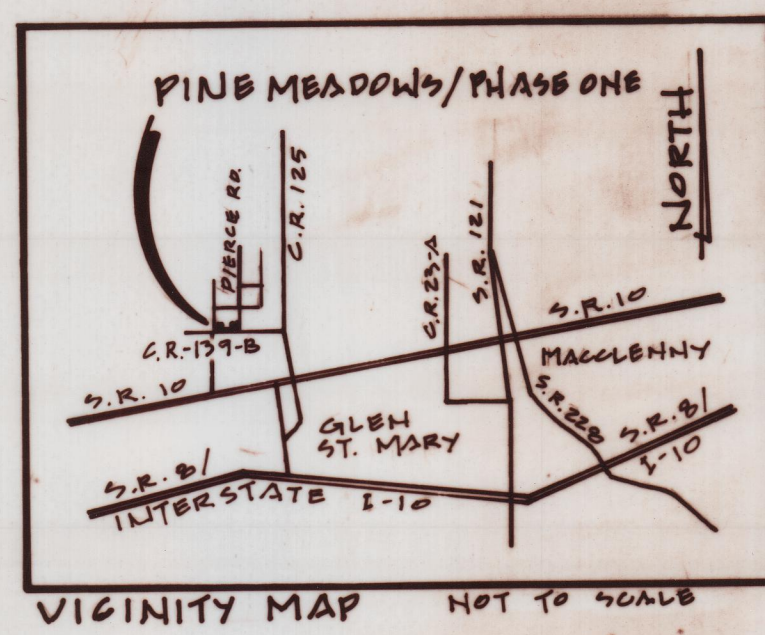 PINE MEADOWS/PHASE ONE
NORTH
PIERCE RD.
C.R. 125
C.R. 23-A
S.R. 121
S.R. 10
C.R.-139-B
MACCLENNY
S.R. 10
S.R. 228
GLEN
ST. MARY
S.R. 8/
I-10
S.R. 8/
INTERSTATE I-10
VICINITY MAP NOT TO SCALE